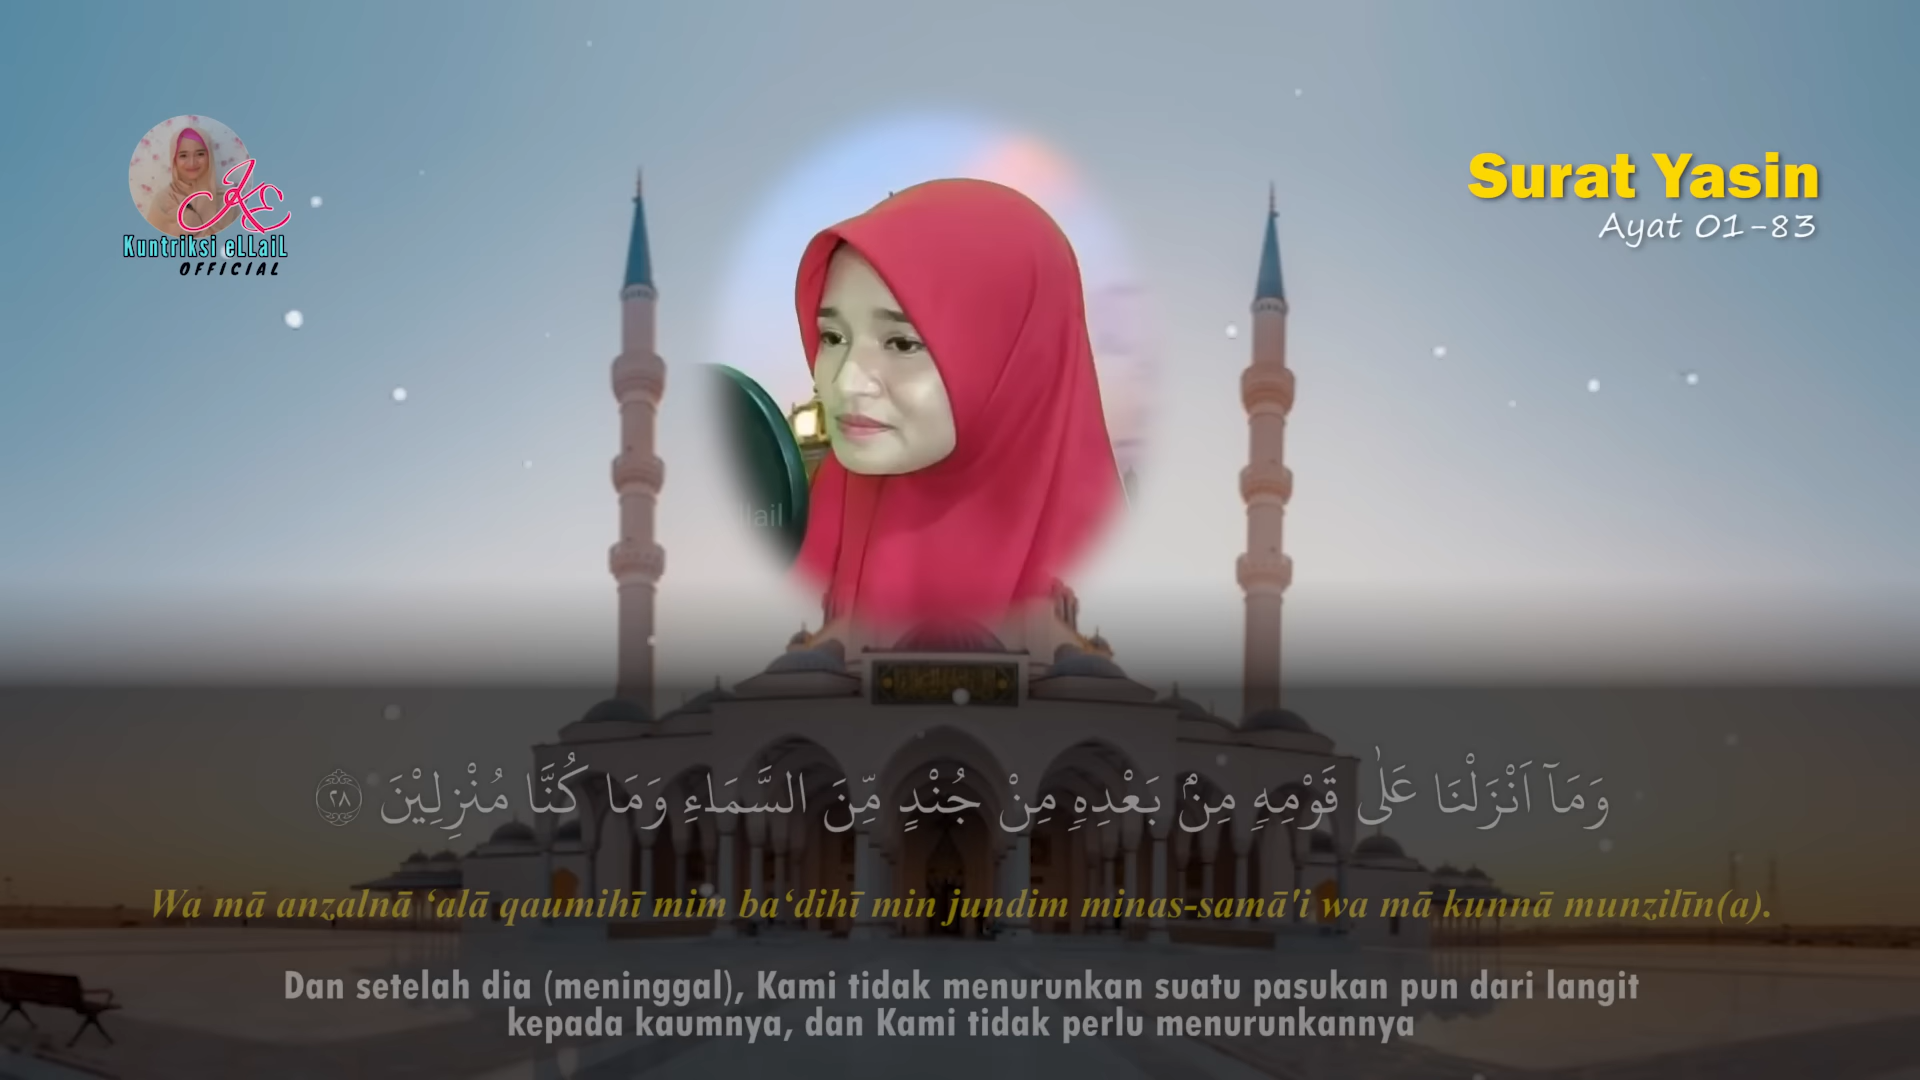 Kuntriksi eLLaiL
OFFICIAL
Surat Yasin
Ayat 01-83
llail
وَمَآ اَنْزَلْنَا عَلٰى قَوْمِهٖ مِنْۢ بَعْدِهٖ مِنْ جُنْدٍ مِّنَ السَّمَاۤءِ وَمَا كُنَّا مُنْزِلِيْنَ ٢٨
Wa mā anzalnā ‘alā qaumihī mim ba‘dihī min jundim minas-samā'i wa mā kunnā munzilīn(a).
Dan setelah dia (meninggal), Kami tidak menurunkan suatu pasukan pun dari langit
kepada kaumnya, dan Kami tidak perlu menurunkannya